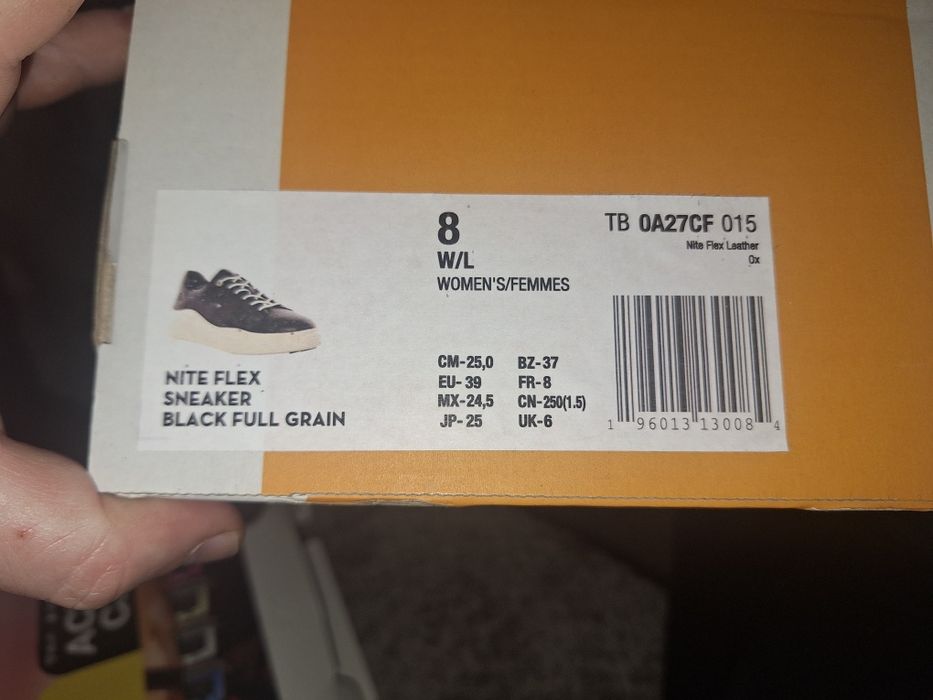 8
W/L
WOMEN'S/FEMMES
TB 0A27CF 015
Nite Flex Leather
0x
NITE FLEX
SNEAKER
BLACK FULL GRAIN
CM-25,0 BZ-37
EU-39 FR-8
MX-24,5 CN-250(1.5)
JP-25 UK-6
1 96013 13008 4